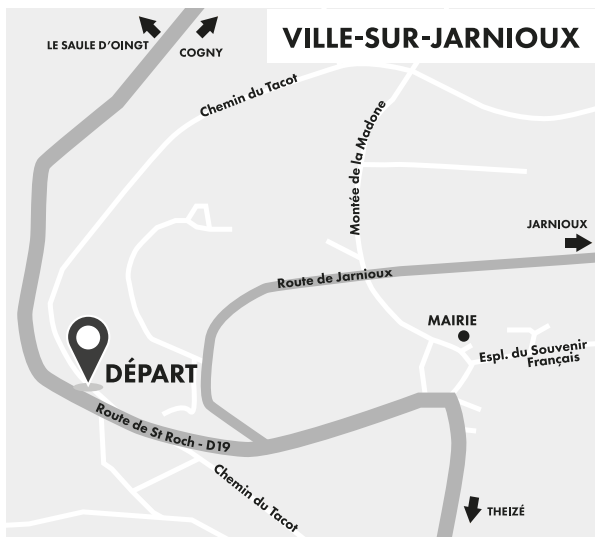 VILLE-SUR-JARNIOUX
LE SAULE D'OINGT
COGNY
Chemin du Tacot
Montée de la Madone
JARNIOUX
Route de Jarnioux
MAIRIE
Espl. du Souvenir
Français
DÉPART
Route de St Roch - D19
Chemin du Tacot
THEIZÉ